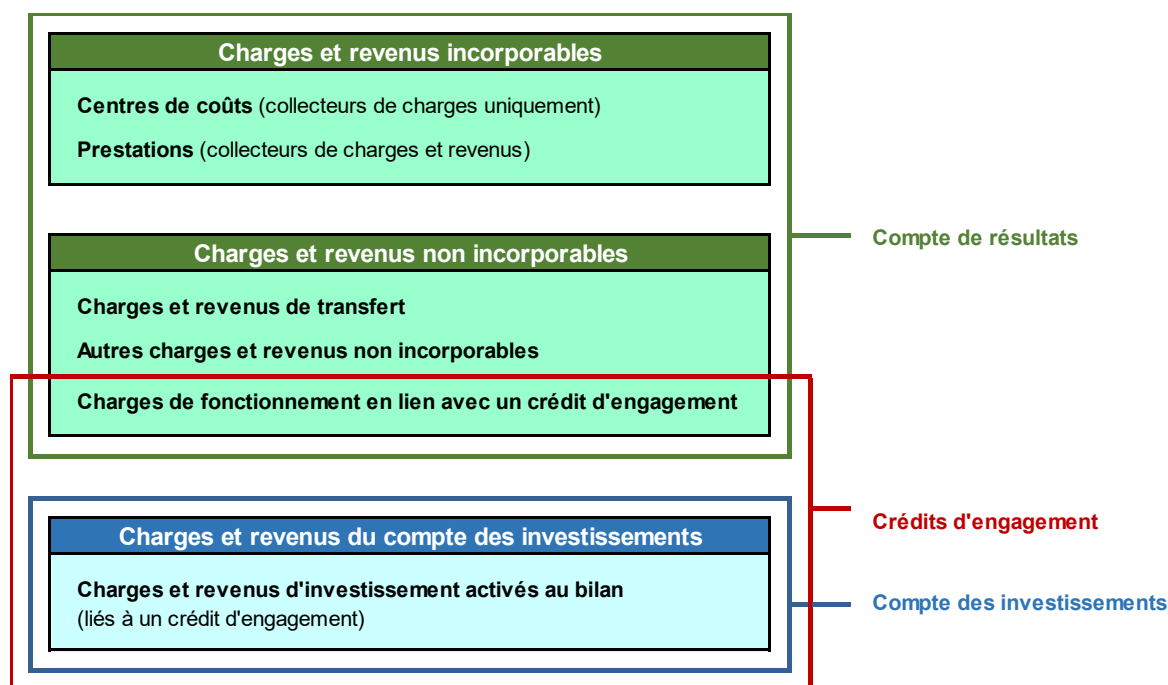 Charges et revenus incorporables
Centres de coûts (collecteurs de charges uniquement)
Prestations (collecteurs de charges et revenus)
Compte de résultats
Charges et revenus non incorporables
Charges et revenus de transfert
Autres charges et revenus non incorporables
Charges de fonctionnement en lien avec un crédit d'engagement
Crédits d'engagement
Charges et revenus du compte des investissements
Charges et revenus d'investissement activés au bilan
(liés à un crédit d'engagement)
Compte des investissements